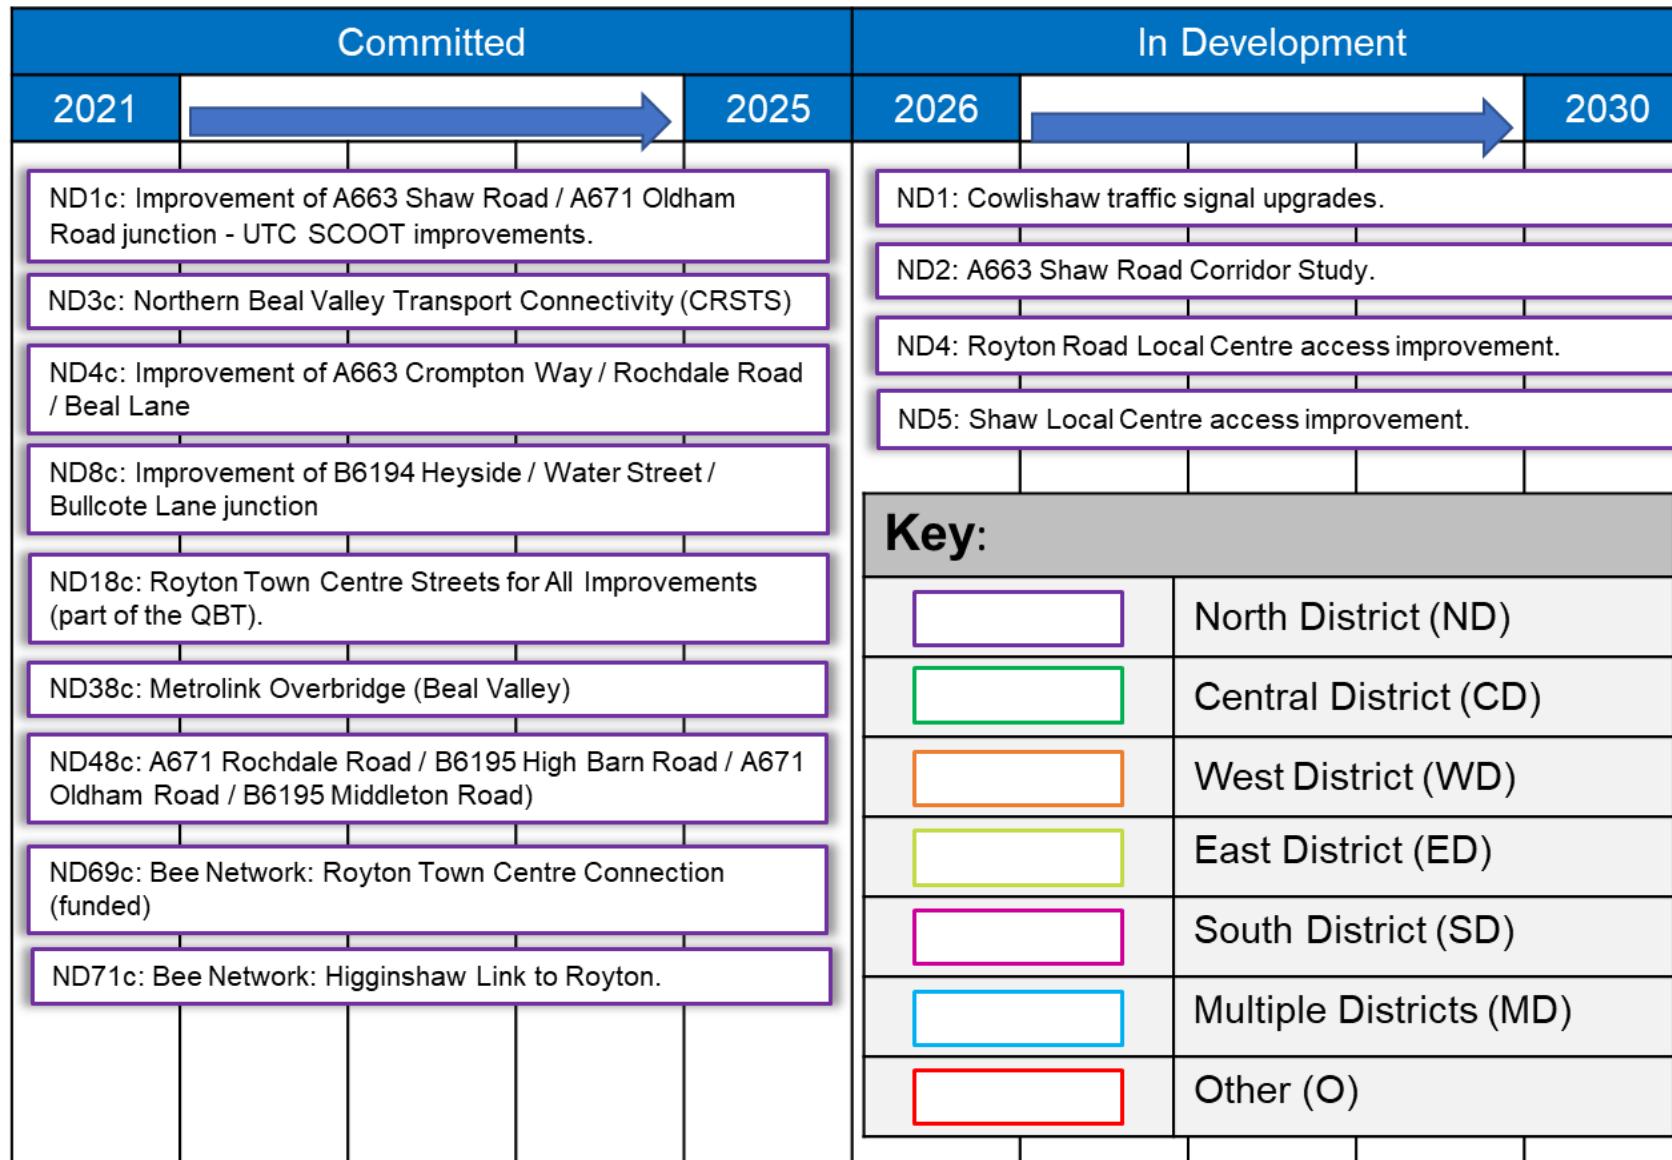 Committed
In Development
2021
2025
2026
2030
ND1c: Improvement of A663 Shaw Road / A671 Oldham
Road junction - UTC SCOOT improvements.
ND3c: Northern Beal Valley Transport Connectivity (CRSTS)
ND4c: Improvement of A663 Crompton Way / Rochdale Road
/ Beal Lane
ND8c: Improvement of B6194 Heyside / Water Street /
Bullcote Lane junction
ND18c: Royton Town Centre Streets for All Improvements
(part of the QBT).
ND38c: Metrolink Overbridge (Beal Valley)
ND48c: A671 Rochdale Road / B6195 High Barn Road / A671
Oldham Road / B6195 Middleton Road)
ND69c: Bee Network: Royton Town Centre Connection
(funded)
ND71c: Bee Network: Higginshaw Link to Royton.
ND1: Cowlishaw traffic signal upgrades.
ND2: A663 Shaw Road Corridor Study.
ND4: Royton Road Local Centre access improvement.
ND5: Shaw Local Centre access improvement.
Key:
North District (ND)
Central District (CD)
West District (WD)
East District (ED)
South District (SD)
Multiple Districts (MD)
Other (O)